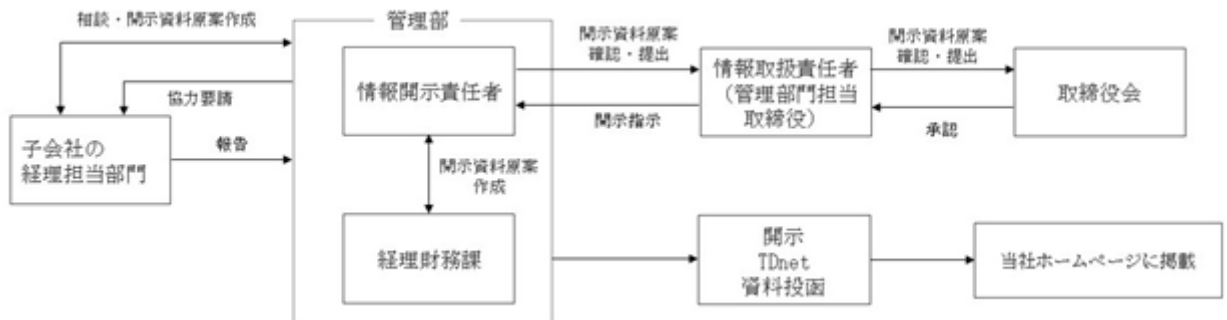 相談・開示資料原案作成
管理部
開示資料原案
確認・提出
開示資料原案
確認・提出
協力要請
情報開示責任者
情報取扱責任者
（管理部門担当
取締役）
取締役会
開示指示
承認
子会社の
経理担当部門
報告
開示資料原案
作成
経理財務課
開示
TDnet
資料投函
当社ホームページに掲載